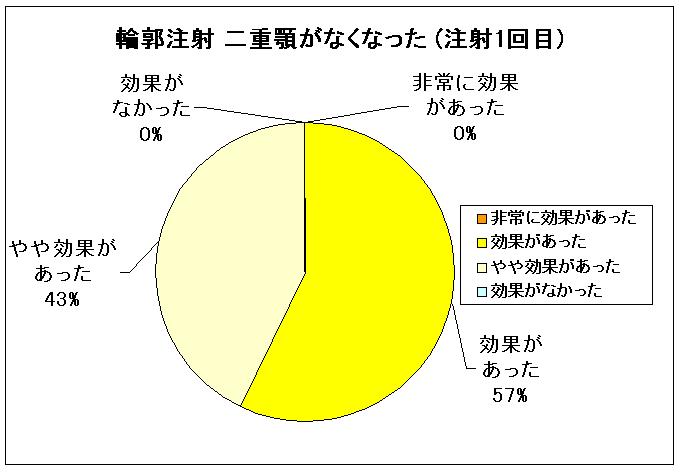 輪郭注射 二重顎がなくなった (注射1回目)
効果が
なかった
0%
非常に効果
があった
0%
やや効果が
あった
43%
非常に効果があった
効果があった
やや効果があった
効果がなかった
効果が
あった
57%